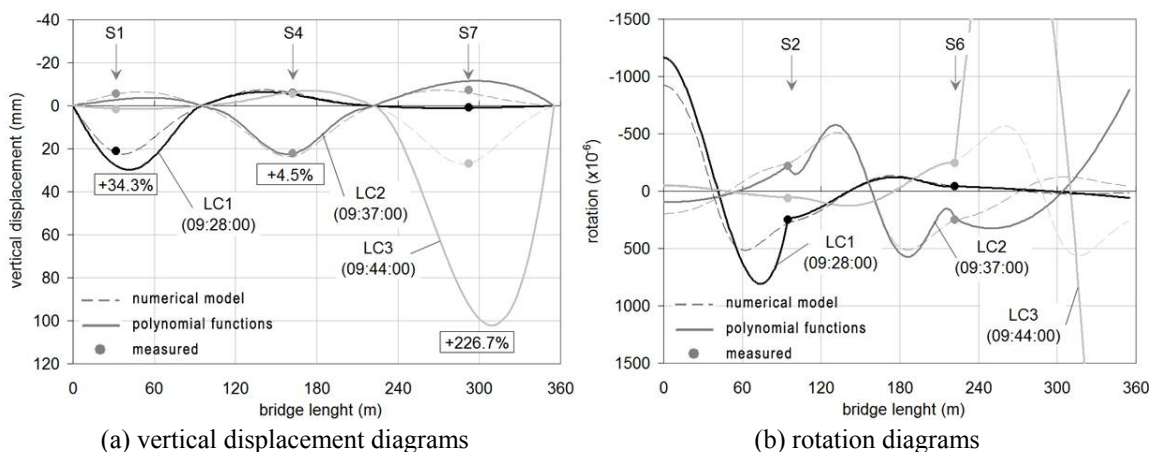 -40
-20
0
20
40
60
80
100
120
vertical displacement (mm)
S1
S4
S7
+34.3%
+4.5%
+226.7%
LC1
(09:28:00)
LC2
(09:37:00)
LC3
(09:44:00)
numerical model
polynomial functions
measured
0 60 120 180 240 300 360
bridge lenght (m)
(a) vertical displacement diagrams
-1500
-1000
-500
0
500
1000
1500
rotation (x10⁻⁶)
S2
S6
LC1
(09:28:00)
LC2
(09:37:00)
LC3
(09:44:00)
numerical model
polynomial functions
measured
0 60 120 180 240 300 360
bridge lenght (m)
(b) rotation diagrams